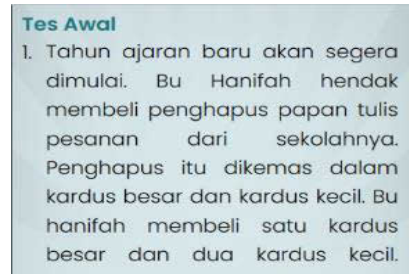 Tes Awal
1. Tahun ajaran baru akan segera
dimulai. Bu Hanifah hendak
membeli penghapus papan tulis
pesanan dari sekolahnya.
Penghapus itu dikemas dalam
kardus besar dan kardus kecil. Bu
hanifah membeli satu kardus
besar dan dua kardus kecil.